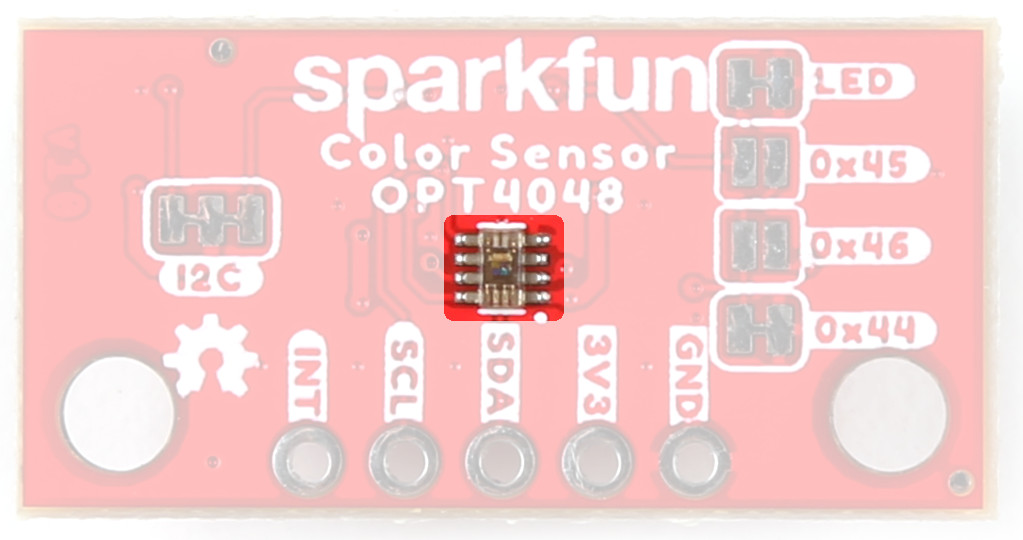 sparkfun
Color Sensor
OPT4048
LED
0x45
0x46
0x44
I2C
INT
SCL
SDA
3V3
GND